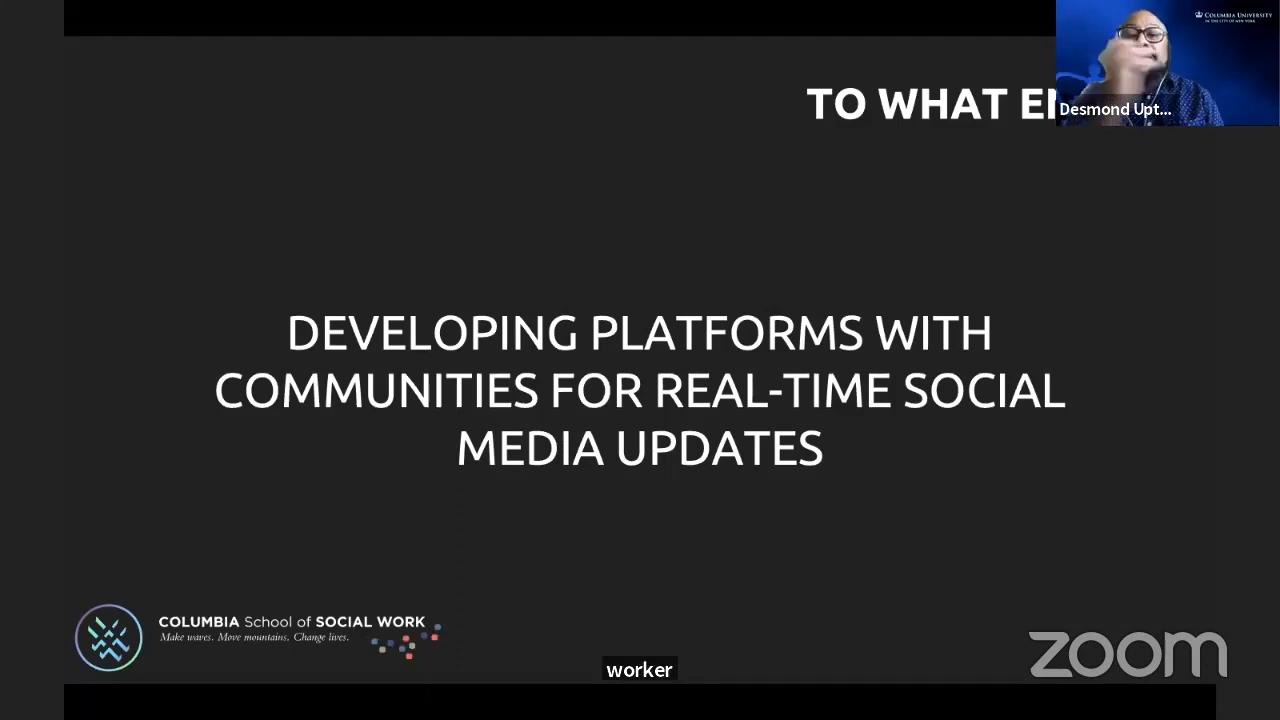 COLUMBIA UNIVERSITY
IN THE CITY OF NEW YORK
TO WHAT E
Desmond Upt...
DEVELOPING PLATFORMS WITH
COMMUNITIES FOR REAL-TIME SOCIAL
MEDIA UPDATES
COLUMBIA School of SOCIAL WORK
Make waves. Move mountains. Change lives.
worker
zoom